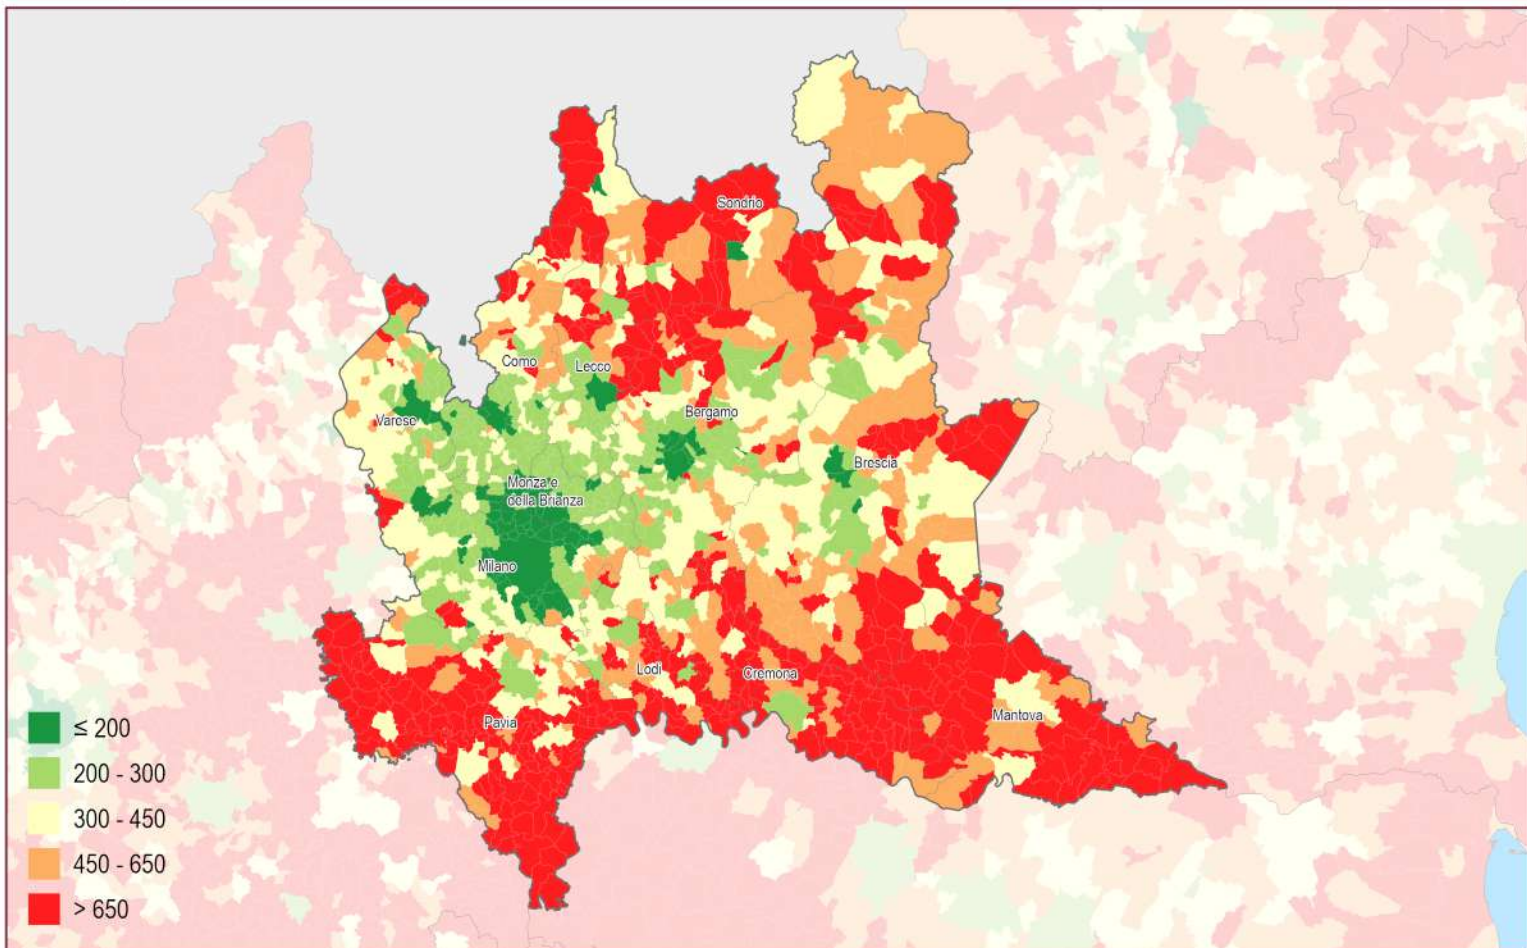 Sondrio
Como
Lecco
Varese
Bergamo
Brescia
Monza e
della Brianza
Milano
Lodi
Cremona
Pavia
Mantova
≤ 200
200 - 300
300 - 450
450 - 650
> 650